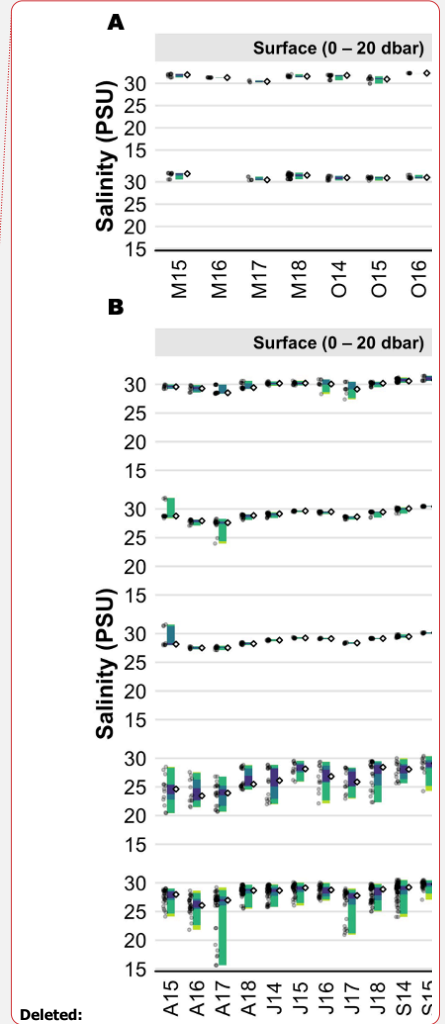 A
Surface (0 – 20 dbar)
Salinity (PSU)
30
25
20
15
30
25
20
15
M15
M16
M17
M18
O14
O15
O16
B
Surface (0 – 20 dbar)
Salinity (PSU)
30
25
20
15
30
25
20
15
30
25
20
15
30
25
20
15
30
25
20
15
A15
A16
A17
A18
J14
J15
J16
J17
J18
S14
S15
Deleted: